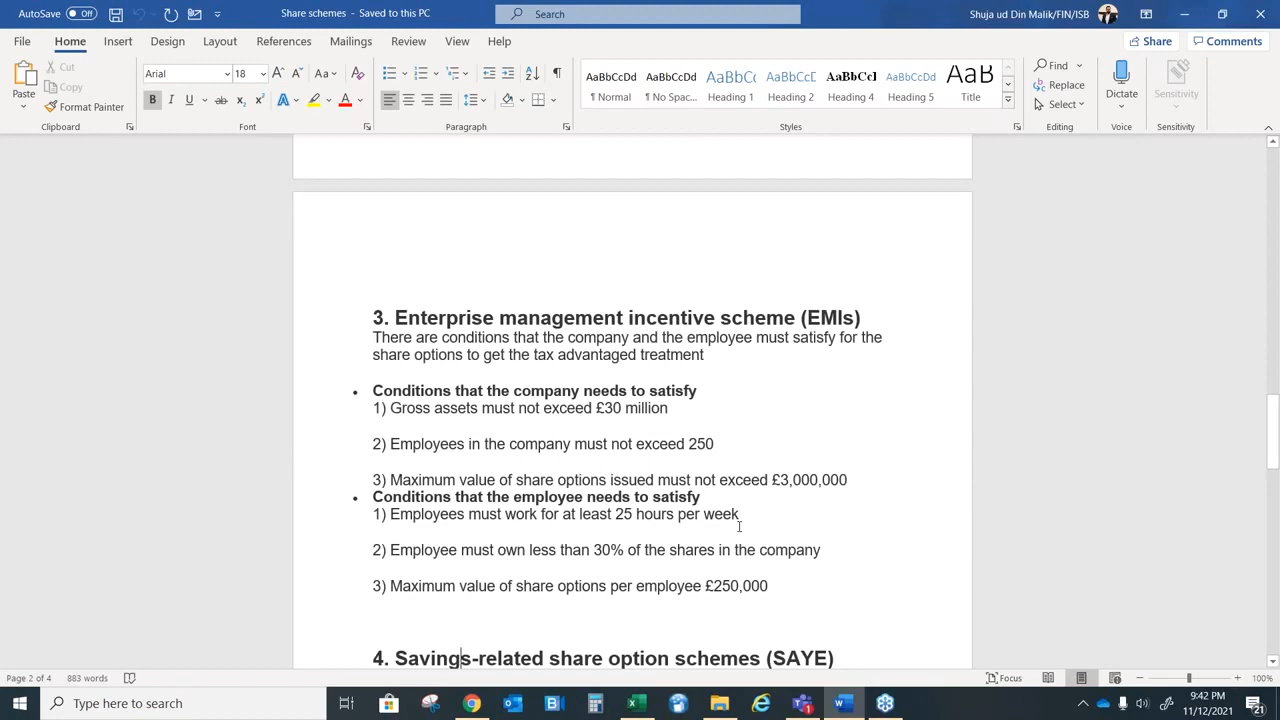 AutoSave Off
Share schemes - Saved to this PC
Search
Shuja ud Din Malik/FIN/ISB
File Home Insert Design Layout References Mailings Review View Help
Share Comments
Paste
Cut
Copy
Format Painter
Arial 18
AaBbCcDd AaBbCcDd AaBbCc AaBbCcE AaBbCcI AaBbCcDd AaB
¶ Normal ¶ No Spac... Heading 1 Heading 2 Heading 4 Heading 5 Title
Find
Replace
Select
Dictate
Sensitivity
Clipboard Font Paragraph Styles Editing Voice Sensitivity
3. Enterprise management incentive scheme (EMIs)
There are conditions that the company and the employee must satisfy for the
share options to get the tax advantaged treatment
• Conditions that the company needs to satisfy
1) Gross assets must not exceed £30 million
2) Employees in the company must not exceed 250
3) Maximum value of share options issued must not exceed £3,000,000
• Conditions that the employee needs to satisfy
1) Employees must work for at least 25 hours per week
2) Employee must own less than 30% of the shares in the company
3) Maximum value of share options per employee £250,000
4. Savings-related share option schemes (SAYE)
Page 2 of 4 883 words
Focus
100%
Type here to search
9:42 PM
11/12/2021